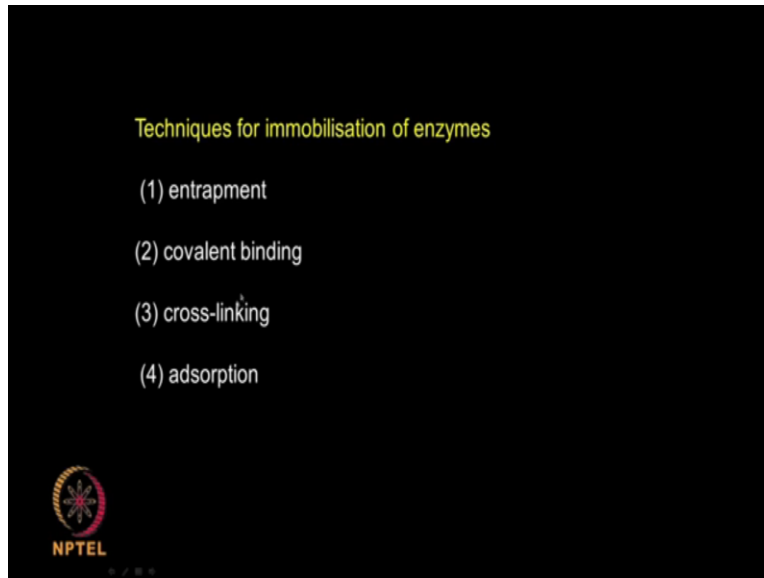 Techniques for immobilisation of enzymes
(1) entrapment
(2) covalent binding
(3) cross-linking
(4) adsorption
NPTEL